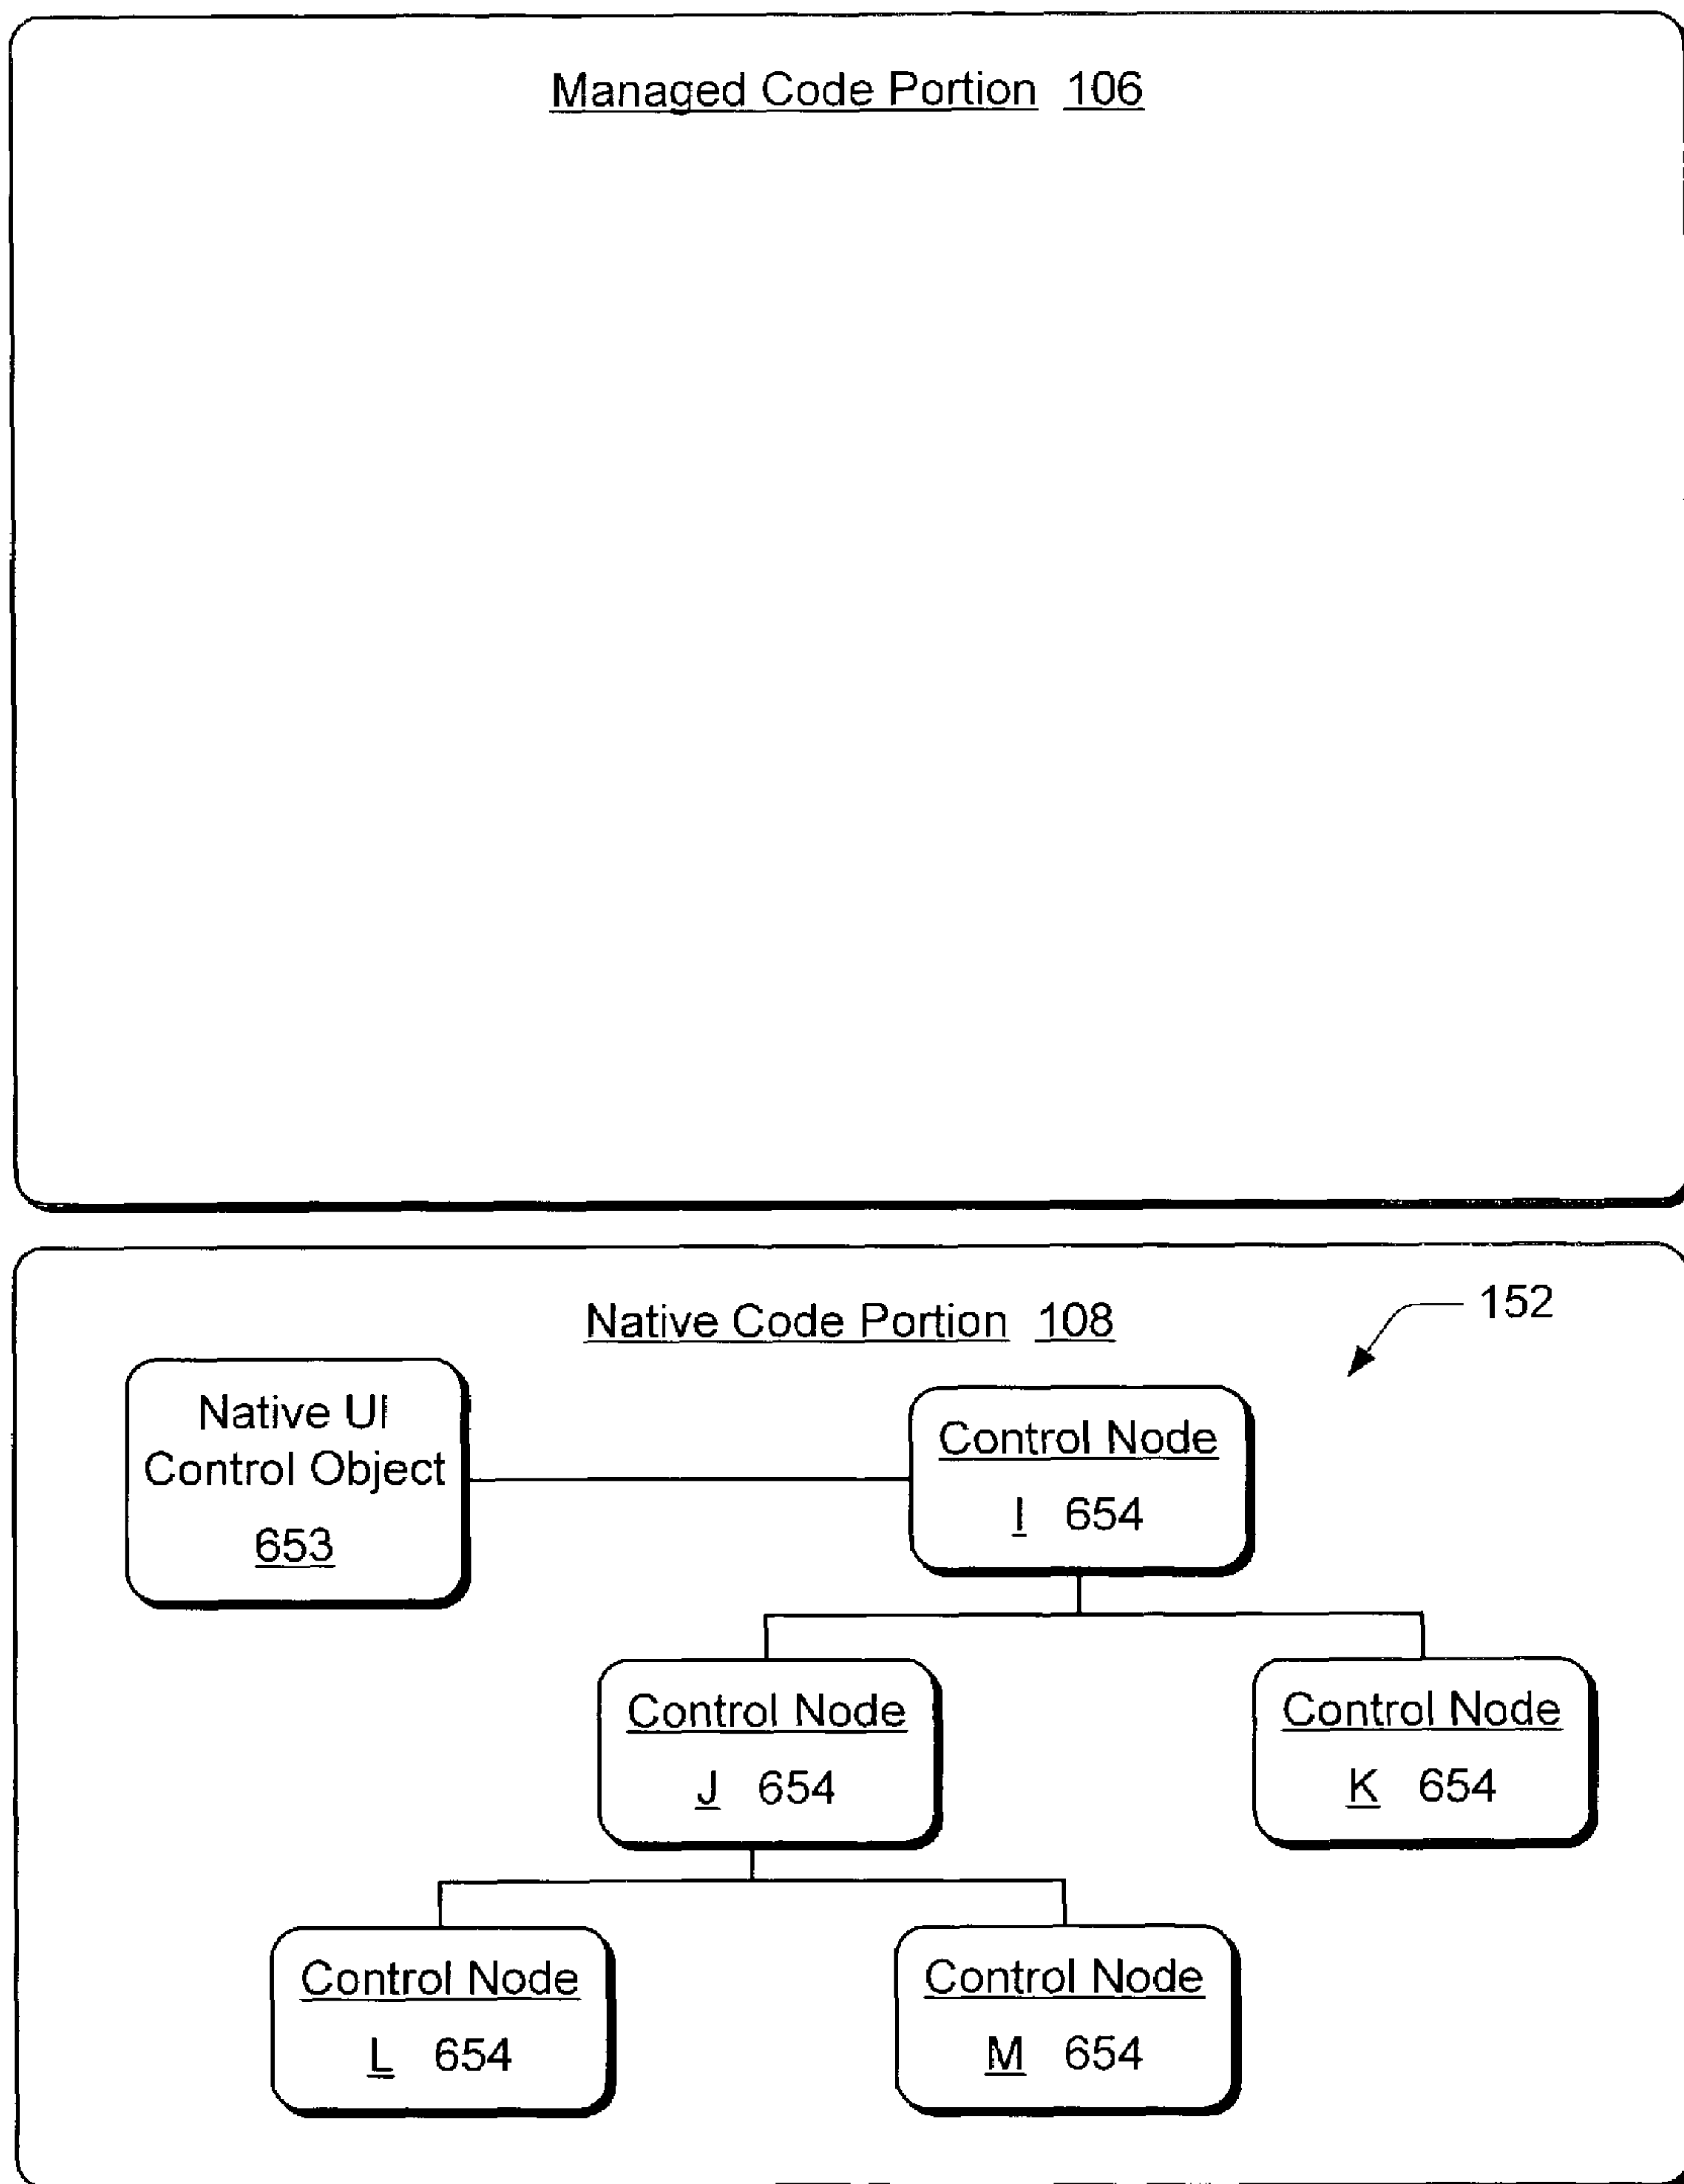 Managed Code Portion 106
Native Code Portion 108
152
Native UI
Control Object
653
Control Node
I 654
Control Node
J 654
Control Node
K 654
Control Node
L 654
Control Node
M 654